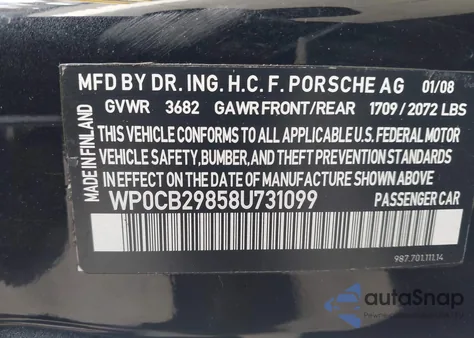 MFD BY DR. ING. H.C. F. PORSCHE AG 01/08
GVWR 3682 GAWR FRONT/REAR 1709 / 2072 LBS
THIS VEHICLE CONFORMS TO ALL APPLICABLE U.S. FEDERAL MOTOR
VEHICLE SAFETY, BUMPER, AND THEFT PREVENTION STANDARDS
IN EFFECT ON THE DATE OF MANUFACTURE SHOWN ABOVE
WP0CB29858U731099 PASSENGER CAR
MADE IN FINLAND
987.701.111.14
autoSnap